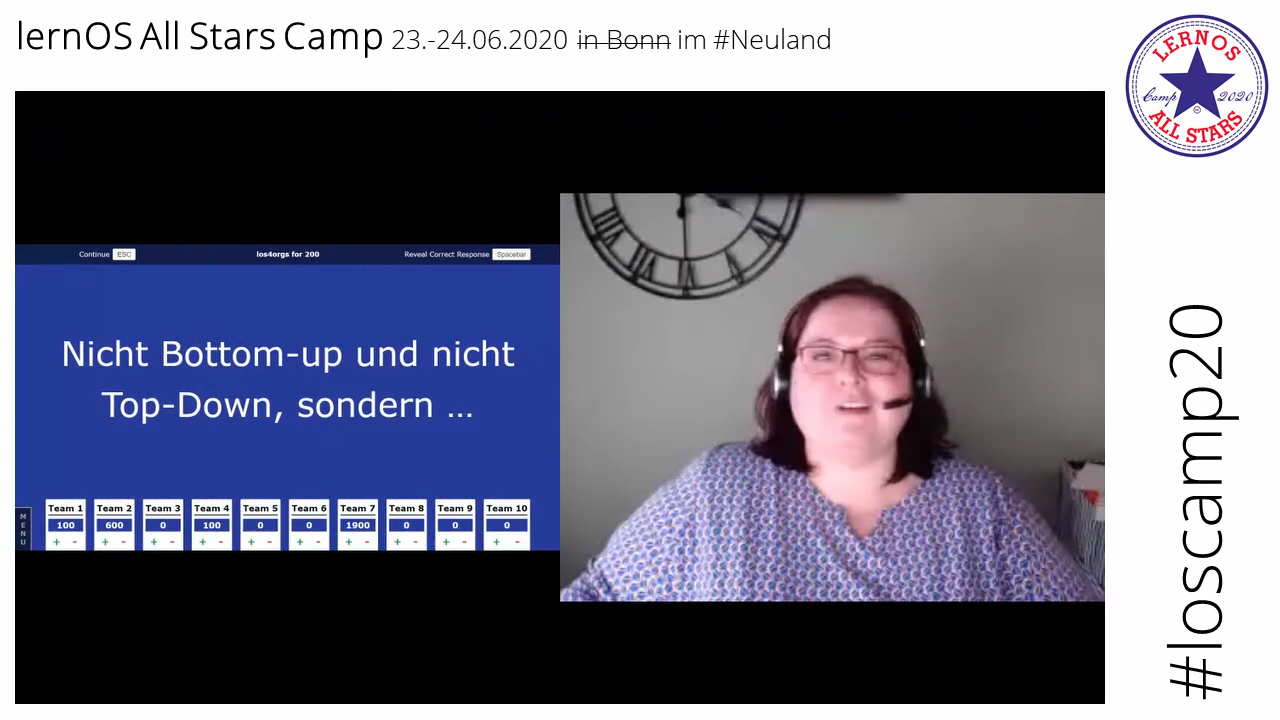 lernOS All Stars Camp 23.-24.06.2020 in Bonn im #Neuland
LERNOS
Camp 2020
ALL STARS
Continue ESC los4orgs for 200 Reveal Correct Response Spacebar
Nicht Bottom-up und nicht
Top-Down, sondern ...
MENU
Team 1 Team 2 Team 3 Team 4 Team 5 Team 6 Team 7 Team 8 Team 9 Team 10
100 600 0 100 0 0 1900 0 0 0
+ - + - + - + - + - + - + - + - + - + -
#loscamp20